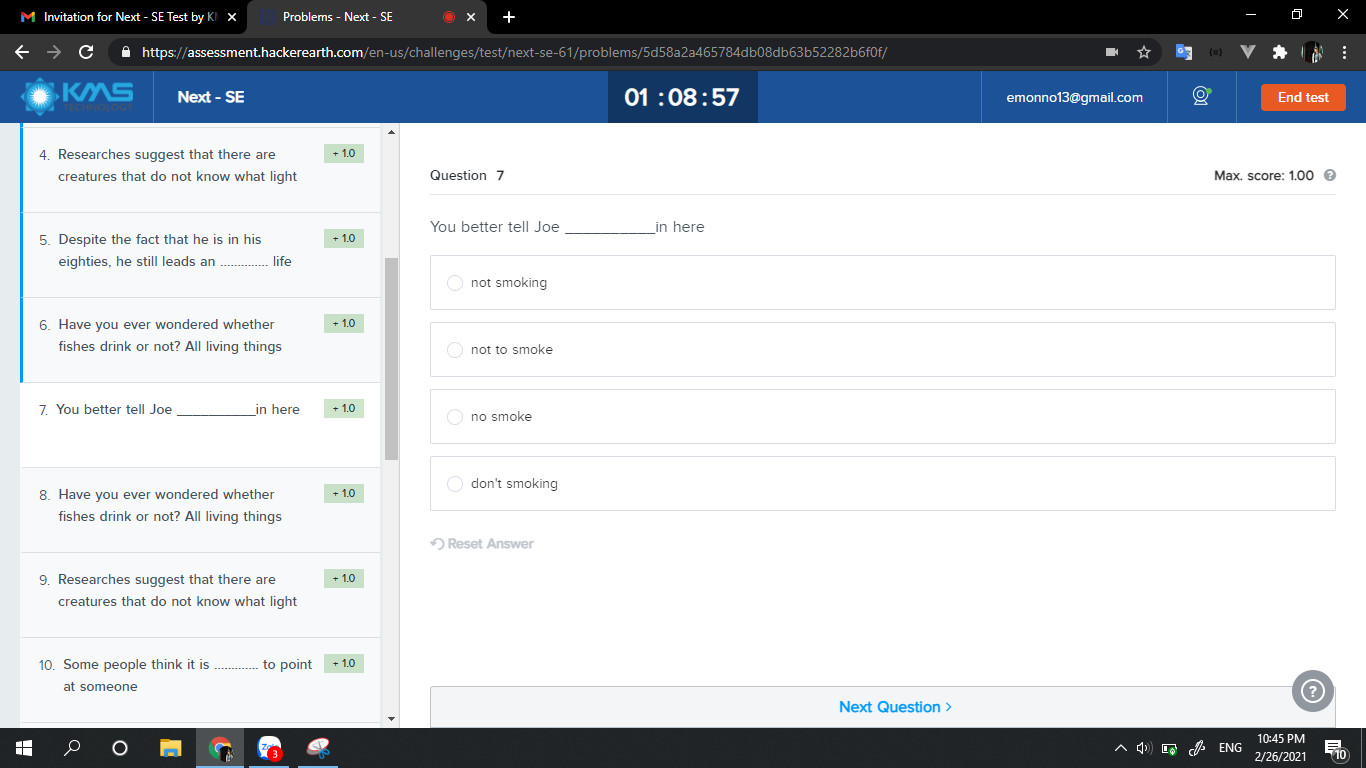 Invitation for Next - SE Test by KM
Problems - Next - SE
https://assessment.hackerearth.com/en-us/challenges/test/next-se-61/problems/5d58a2a465784db08db63b52282b6f0f/
KMS
TECHNOLOGY
Next - SE
01 :08:57
emonno13@gmail.com
End test
4. Researches suggest that there are
creatures that do not know what light
+ 1.0
5. Despite the fact that he is in his
eighties, he still leads an .............. life
+ 1.0
6. Have you ever wondered whether
fishes drink or not? All living things
+ 1.0
7. You better tell Joe __________in here
+ 1.0
8. Have you ever wondered whether
fishes drink or not? All living things
+ 1.0
9. Researches suggest that there are
creatures that do not know what light
+ 1.0
10. Some people think it is ............. to point
at someone
+ 1.0
Question 7
Max. score: 1.00 ?
You better tell Joe __________in here
not smoking
not to smoke
no smoke
don't smoking
Reset Answer
Next Question >
?
3
ENG
10:45 PM
2/26/2021
10